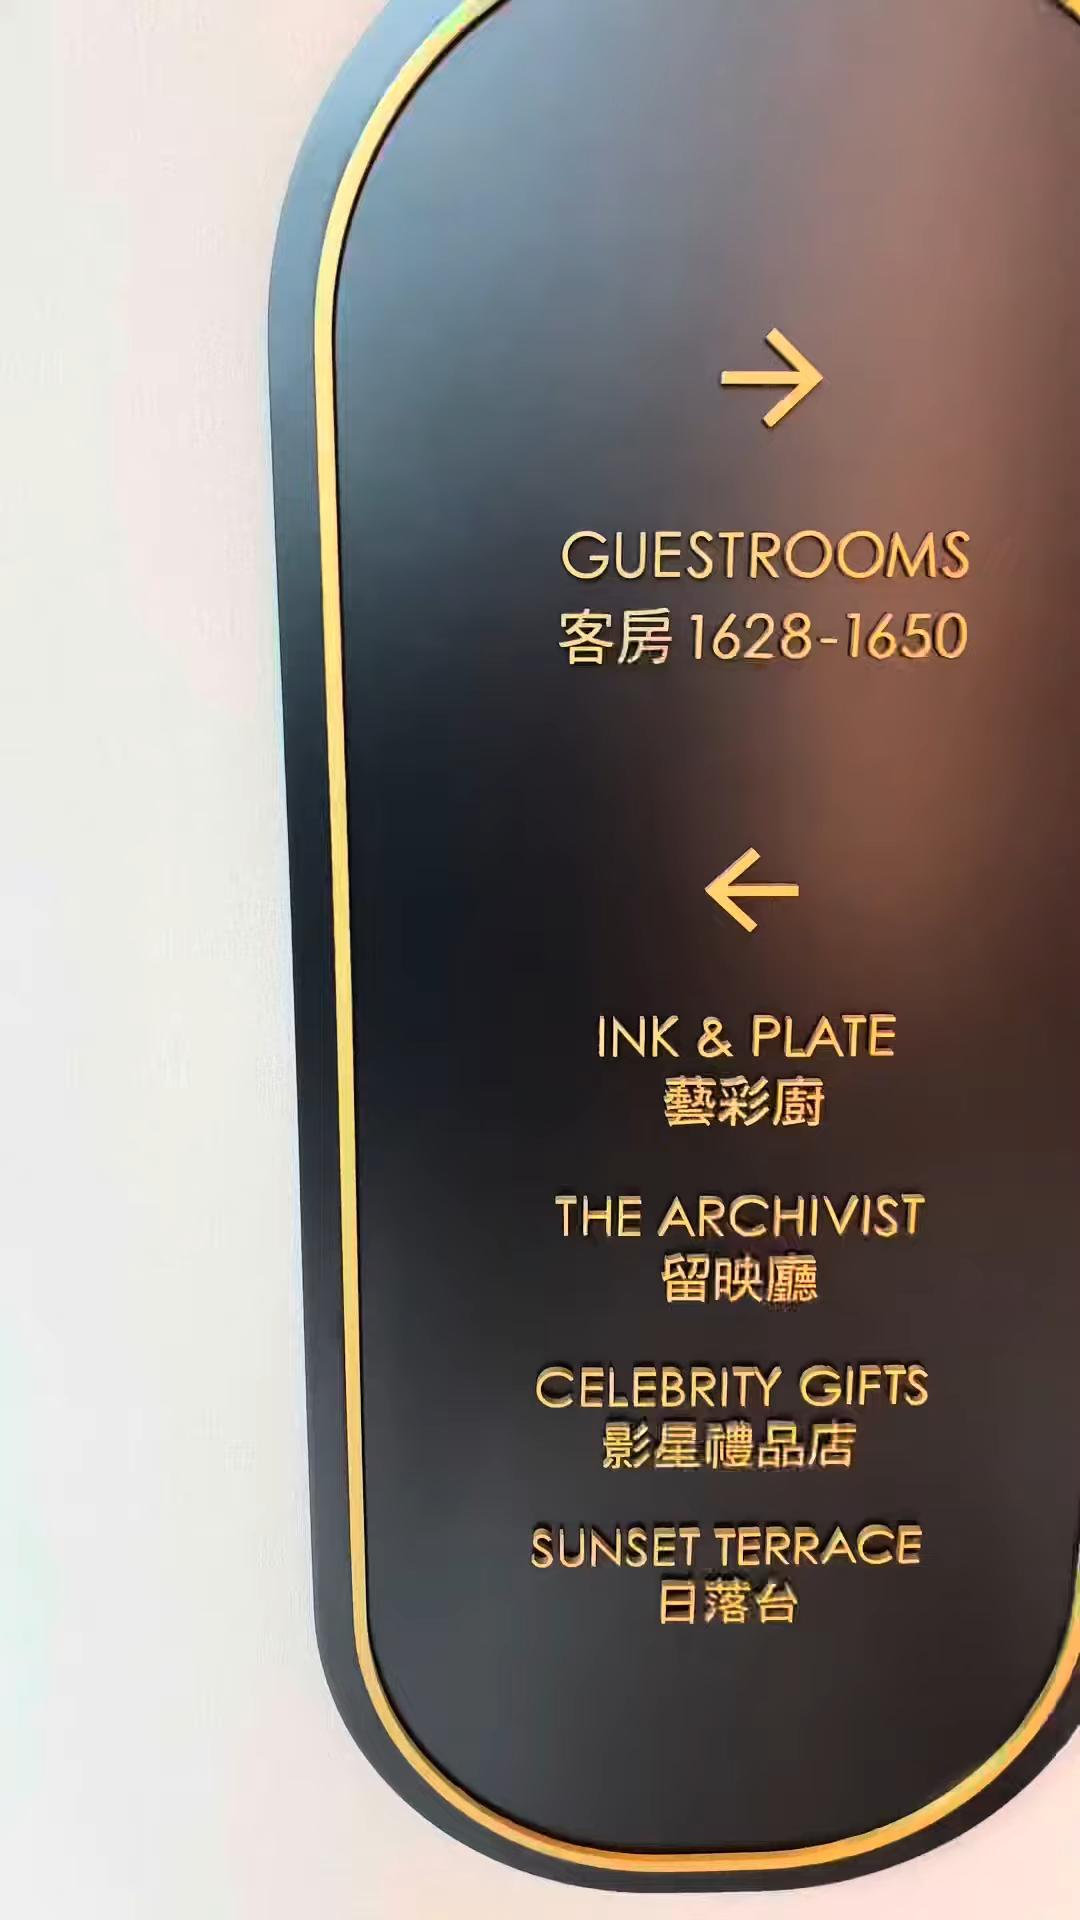 →
GUESTROOMS
客房 1628-1650
←
INK & PLATE
藝彩廚
THE ARCHIVIST
留映廳
CELEBRITY GIFTS
影星禮品店
SUNSET TERRACE
日落台